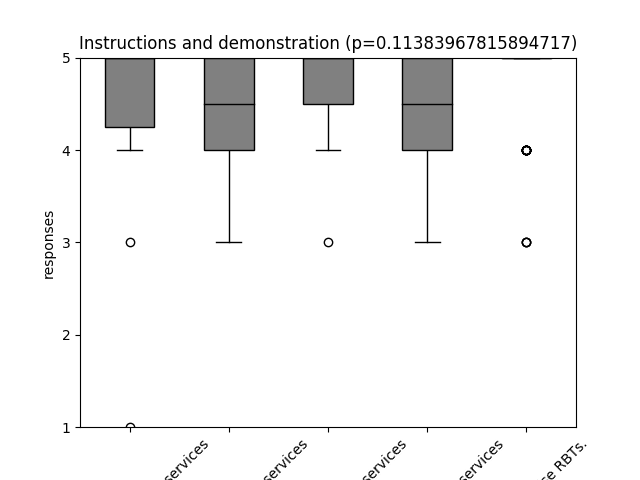 Instructions and demonstration (p=0.11383967815894717)
responses
5
4
3
2
1
services
services
services
services
RBTs.